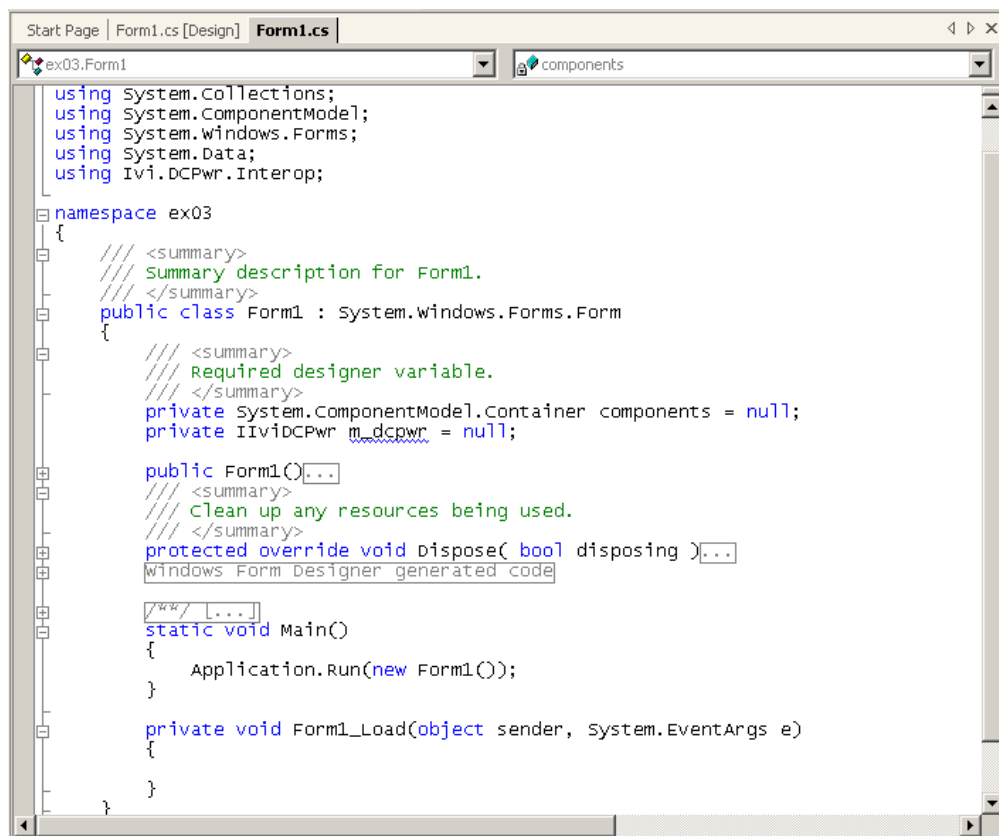 Start Page Form1.cs [Design] Form1.cs
ex03.Form1 components
using System.Collections;
using System.ComponentModel;
using System.Windows.Forms;
using System.Data;
using Ivi.DCPwr.Interop;
namespace ex03
{
/// <summary>
/// Summary description for Form1.
/// </summary>
public class Form1 : System.Windows.Forms.Form
{
/// <summary>
/// Required designer variable.
/// </summary>
private System.ComponentModel.Container components = null;
private IIviDCPwr m_dcpwr = null;
public Form1()...
/// <summary>
/// Clean up any resources being used.
/// </summary>
protected override void Dispose( bool disposing )...
Windows Form Designer generated code
/**/ [...]
static void Main()
{
Application.Run(new Form1());
}
private void Form1_Load(object sender, System.EventArgs e)
{
}
}